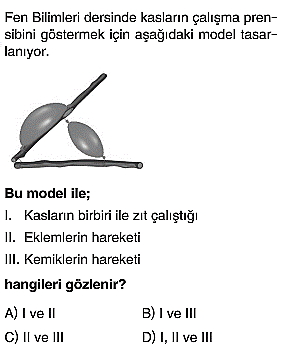 Fen Bilimleri dersinde kasların çalışma pren-
sibini göstermek için aşağıdaki model tasar-
lanıyor.
Bu model ile;
I. Kasların birbiri ile zıt çalıştığı
II. Eklemlerin hareketi
III. Kemiklerin hareketi
hangileri gözlenir?
A) I ve II
B) I ve III
C) II ve III
D) I, II ve III